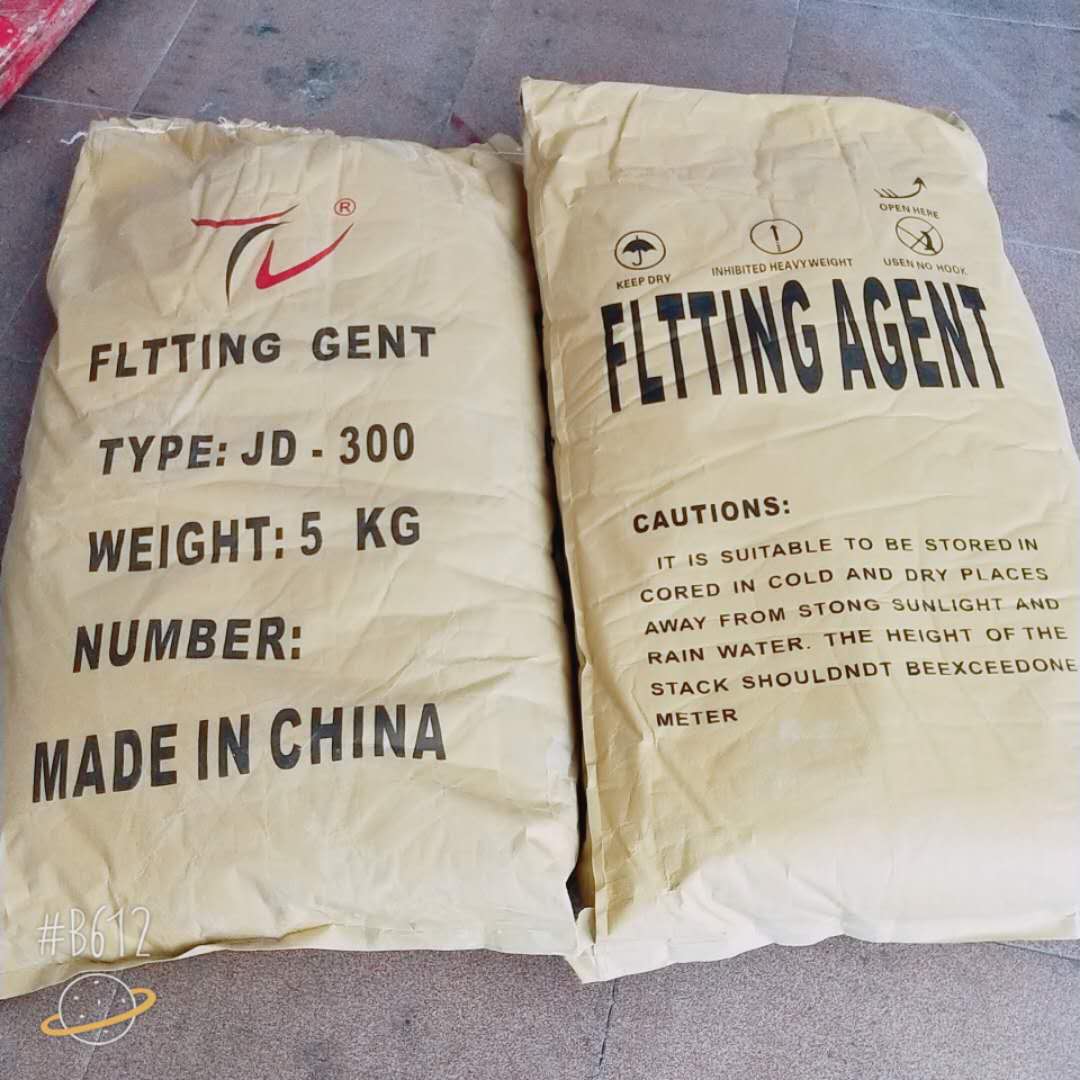 ®
FLTTING GENT
TYPE: JD - 300
WEIGHT: 5 KG
NUMBER:
MADE IN CHINA
OPEN HERE
KEEP DRY
INHIBITED HEAVYWEIGHT
USEN NO HOOK
FLTTING AGENT
CAUTIONS:
IT IS SUITABLE TO BE STORED IN
CORED IN COLD AND DRY PLACES
AWAY FROM STONG SUNLIGHT AND
RAIN WATER. THE HEIGHT OF THE
STACK SHOULDNDT BEEXCEEDONE
METER
#B612